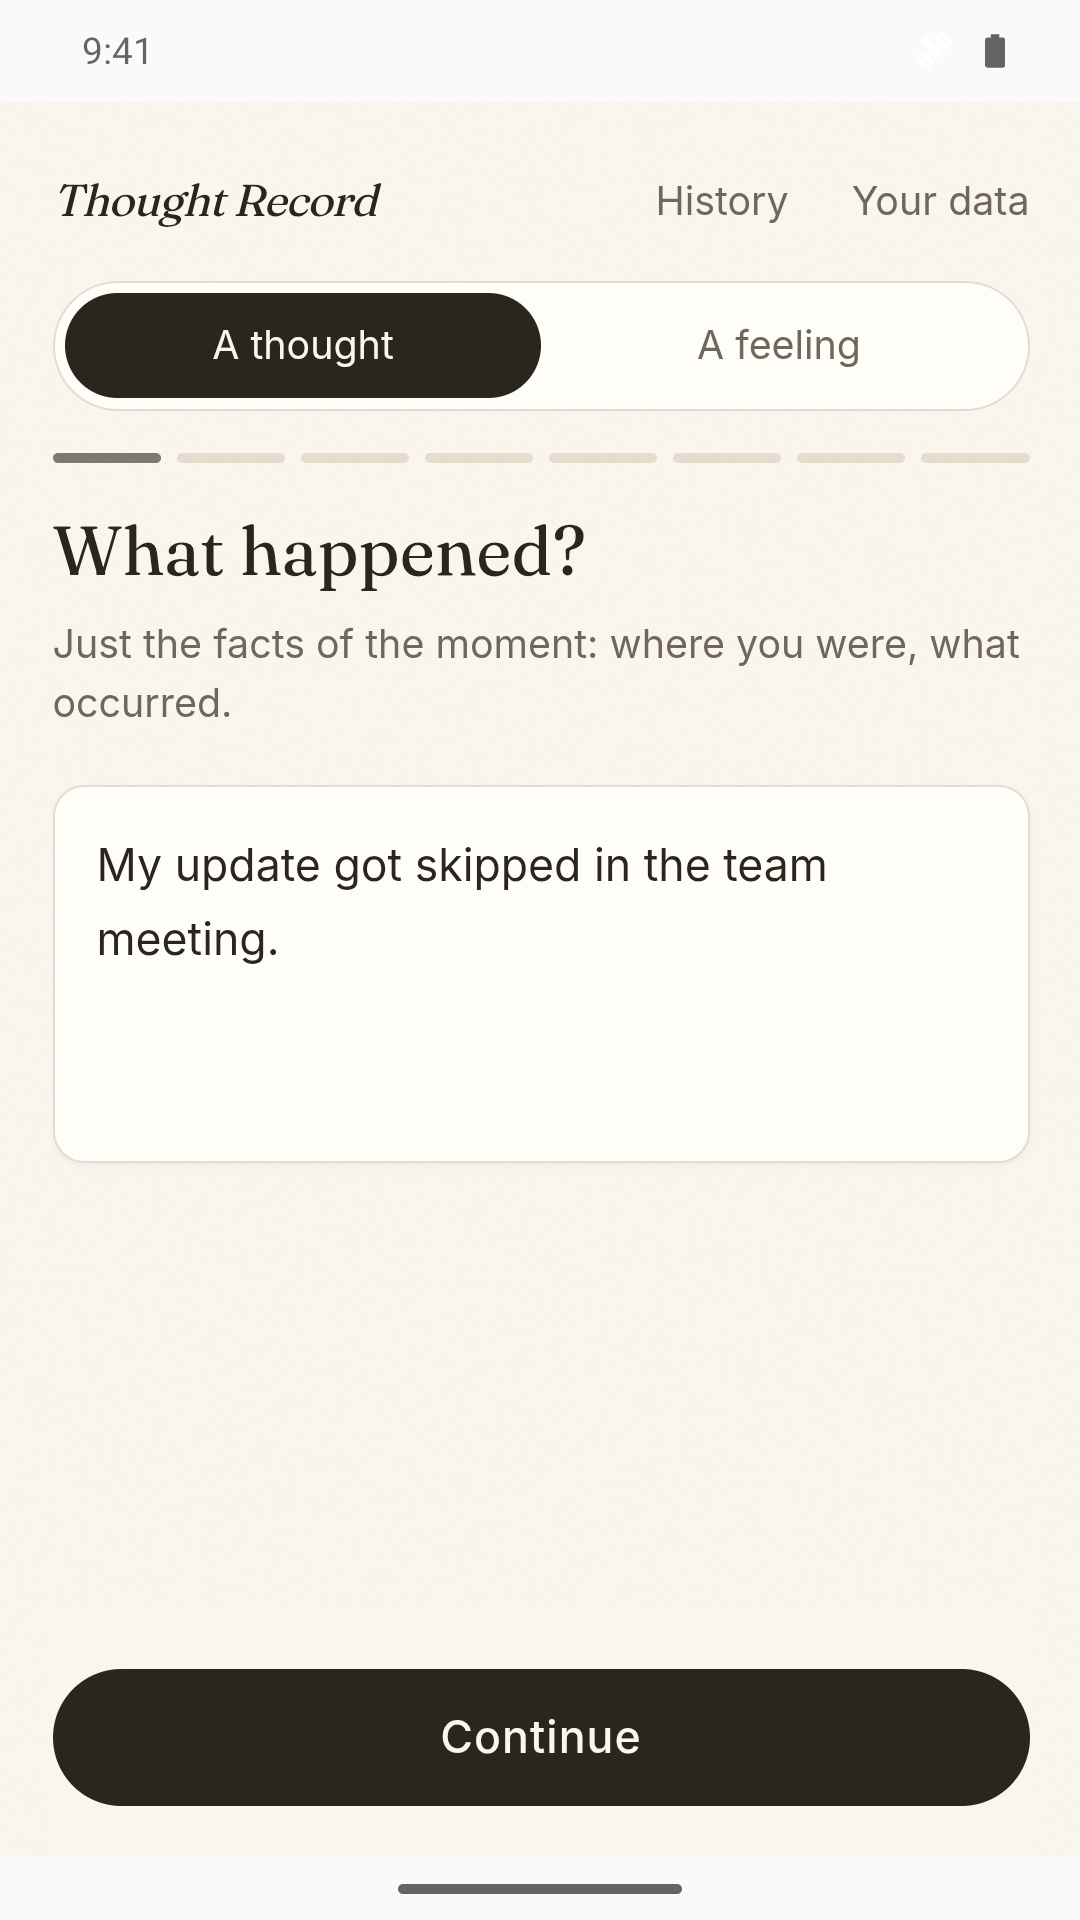 9:41
Thought Record
History
Your data
A thought
A feeling
What happened?
Just the facts of the moment: where you were, what
occurred.
My update got skipped in the team
meeting.
Continue